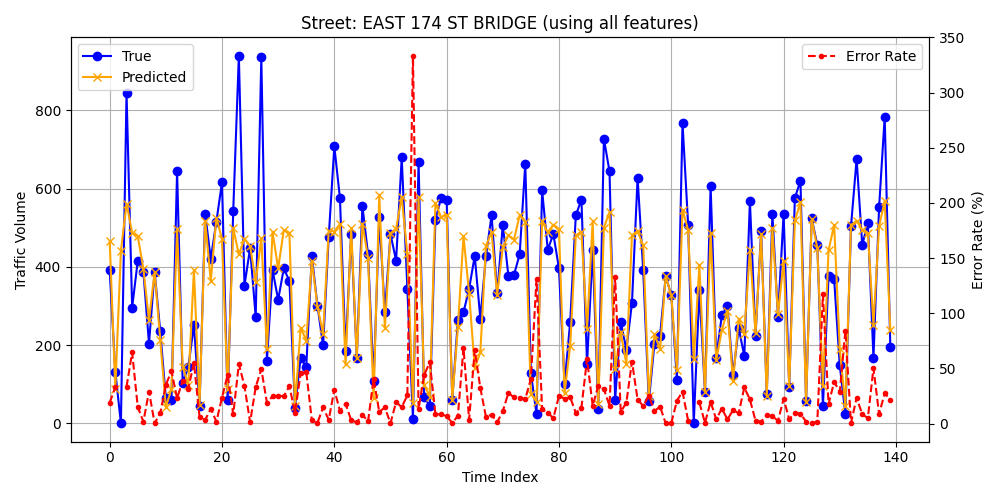 Street: EAST 174 ST BRIDGE (using all features)
True
Predicted
Error Rate
Traffic Volume
0
200
400
600
800
0
50
100
150
200
250
300
350
Error Rate (%)
0 20 40 60 80 100 120 140
Time Index